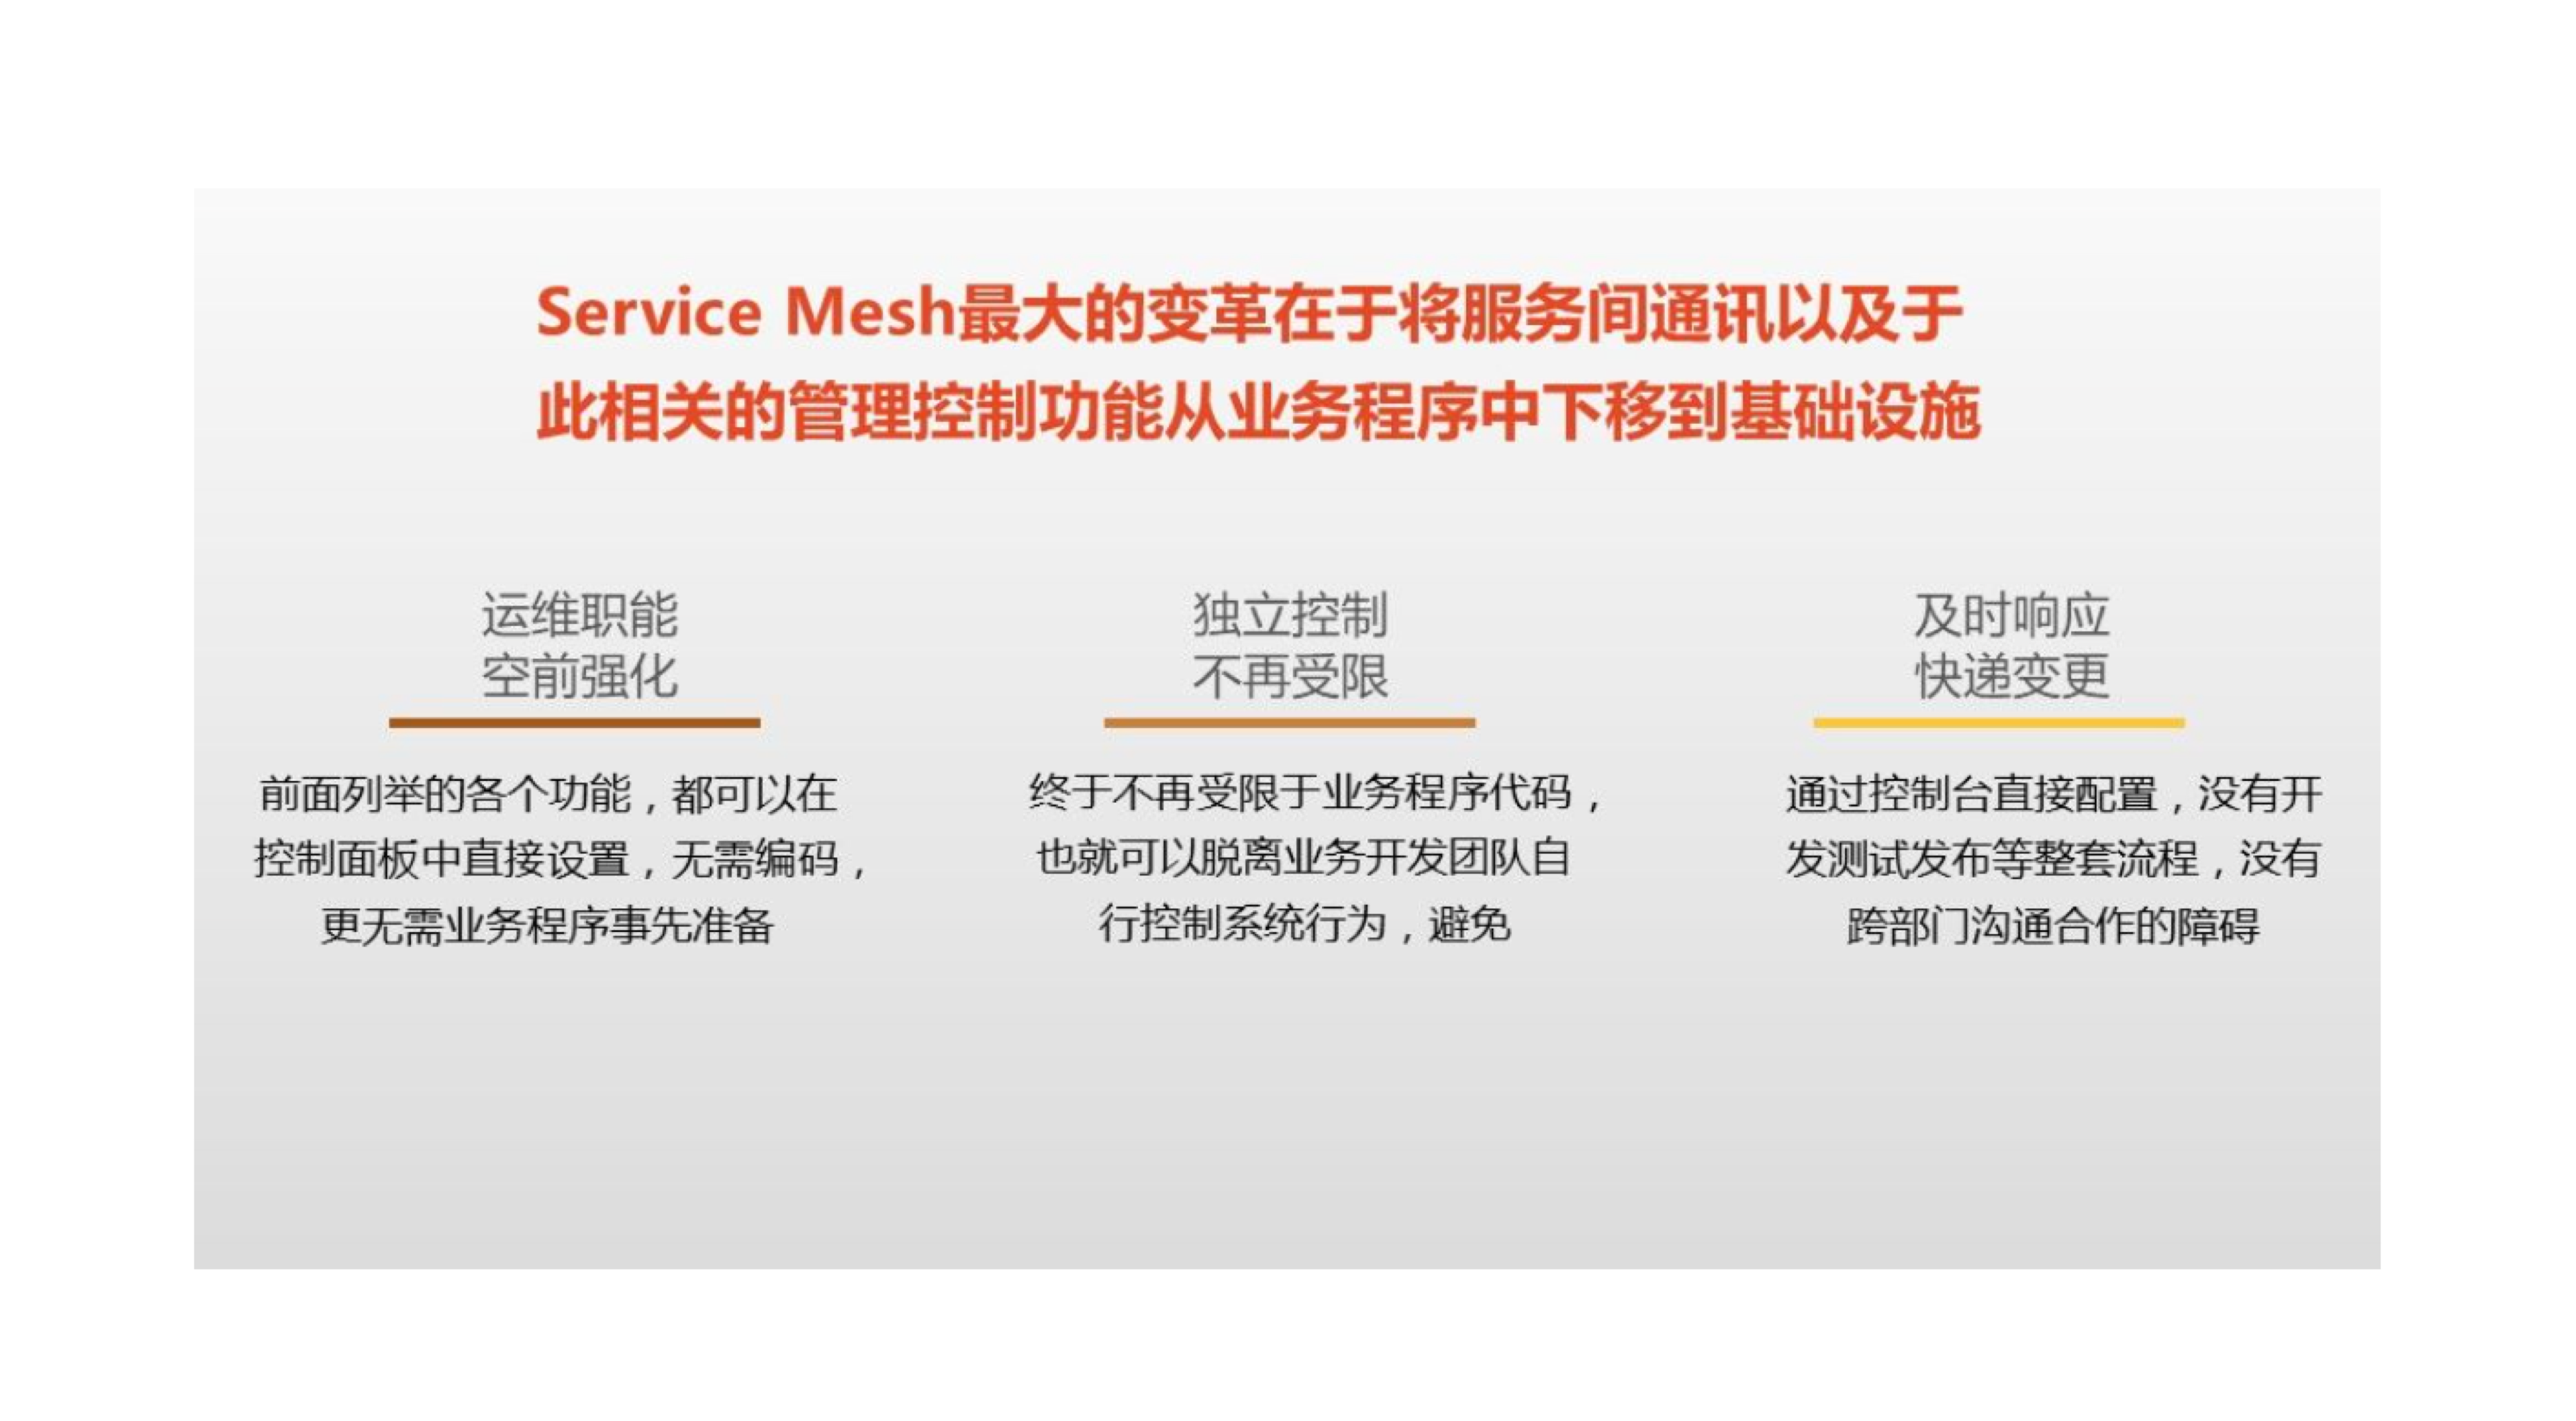 Service Mesh最大的变革在于将服务间通讯以及于
此相关的管理控制功能从业务程序中下移到基础设施
运维职能
空前强化
前面列举的各个功能，都可以在
控制面板中直接设置，无需编码，
更无需业务程序事先准备
独立控制
不再受限
终于不再受限于业务程序代码，
也就可以脱离业务开发团队自
行控制系统行为，避免
及时响应
快递变更
通过控制台直接配置，没有开
发测试发布等整套流程，没有
跨部门沟通合作的障碍